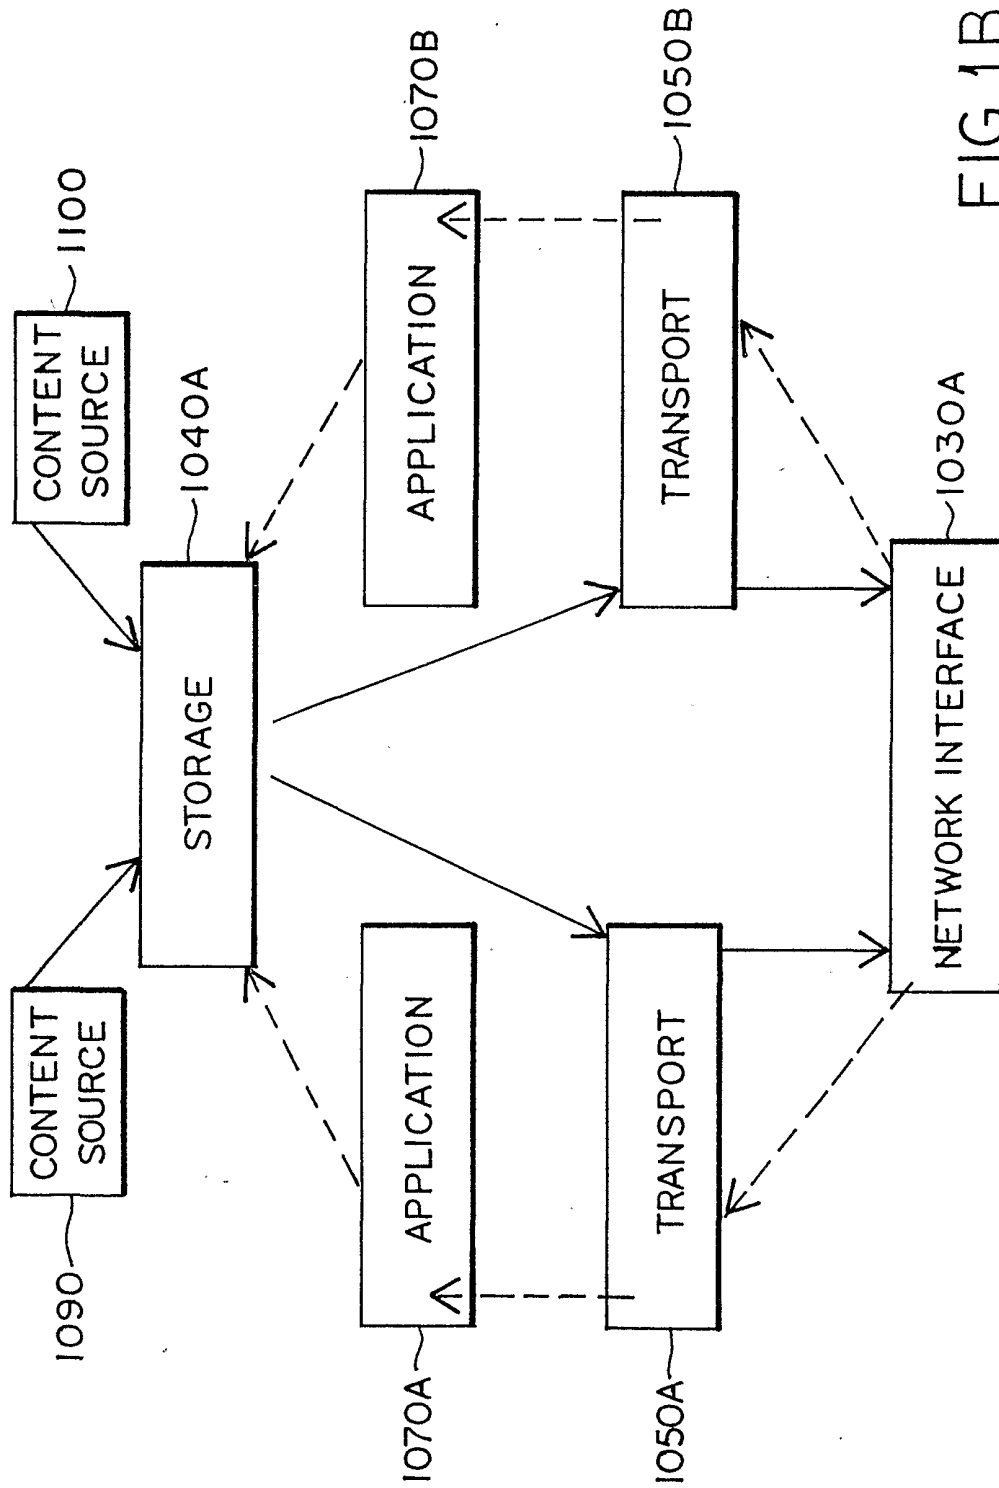 1090
CONTENT
SOURCE
CONTENT
SOURCE
1100
STORAGE
1040A
1070A
APPLICATION
APPLICATION
1070B
1050A
TRANSPORT
TRANSPORT
1050B
NETWORK INTERFACE
1030A
FIG. 1B